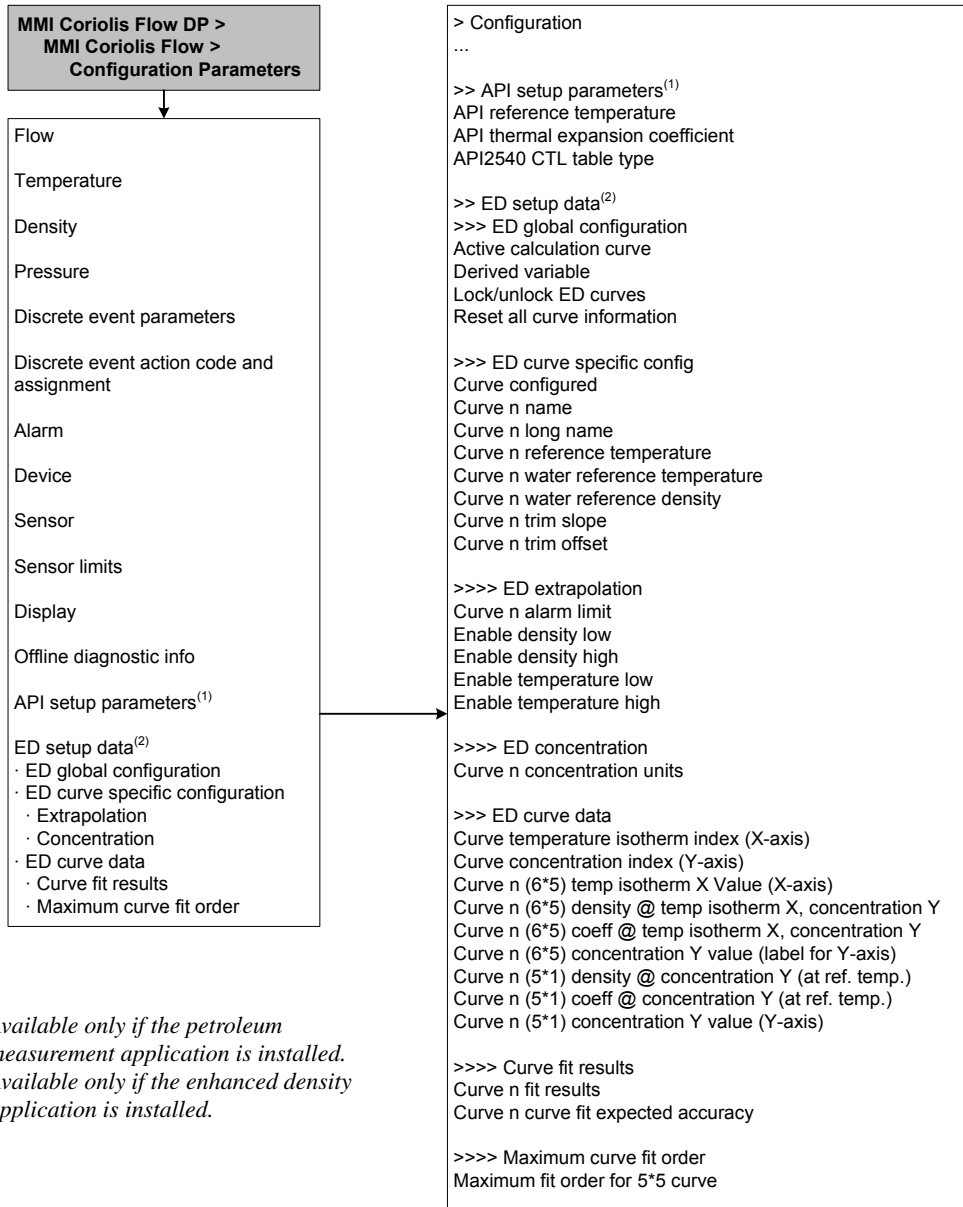 MMI Coriolis Flow DP >
MMI Coriolis Flow >
Configuration Parameters
Flow
Temperature
Density
Pressure
Discrete event parameters
Discrete event action code and
assignment
Alarm
Device
Sensor
Sensor limits
Display
Offline diagnostic info
API setup parameters(1)
ED setup data(2)
· ED global configuration
· ED curve specific configuration
· Extrapolation
· Concentration
· ED curve data
· Curve fit results
· Maximum curve fit order
vailable only if the petroleum
neasurement application is installed.
vailable only if the enhanced density
pplication is installed.
> Configuration
...
>> API setup parameters(1)
API reference temperature
API thermal expansion coefficient
API2540 CTL table type
>> ED setup data(2)
>>> ED global configuration
Active calculation curve
Derived variable
Lock/unlock ED curves
Reset all curve information
>>> ED curve specific config
Curve configured
Curve n name
Curve n long name
Curve n reference temperature
Curve n water reference temperature
Curve n water reference density
Curve n trim slope
Curve n trim offset
>>>> ED extrapolation
Curve n alarm limit
Enable density low
Enable density high
Enable temperature low
Enable temperature high
>>>> ED concentration
Curve n concentration units
>>> ED curve data
Curve temperature isotherm index (X-axis)
Curve concentration index (Y-axis)
Curve n (6*5) temp isotherm X Value (X-axis)
Curve n (6*5) density @ temp isotherm X, concentration Y
Curve n (6*5) coeff @ temp isotherm X, concentration Y
Curve n (6*5) concentration Y value (label for Y-axis)
Curve n (5*1) density @ concentration Y (at ref. temp.)
Curve n (5*1) coeff @ concentration Y (at ref. temp.)
Curve n (5*1) concentration Y value (Y-axis)
>>>> Curve fit results
Curve n fit results
Curve n curve fit expected accuracy
>>>> Maximum curve fit order
Maximum fit order for 5*5 curve